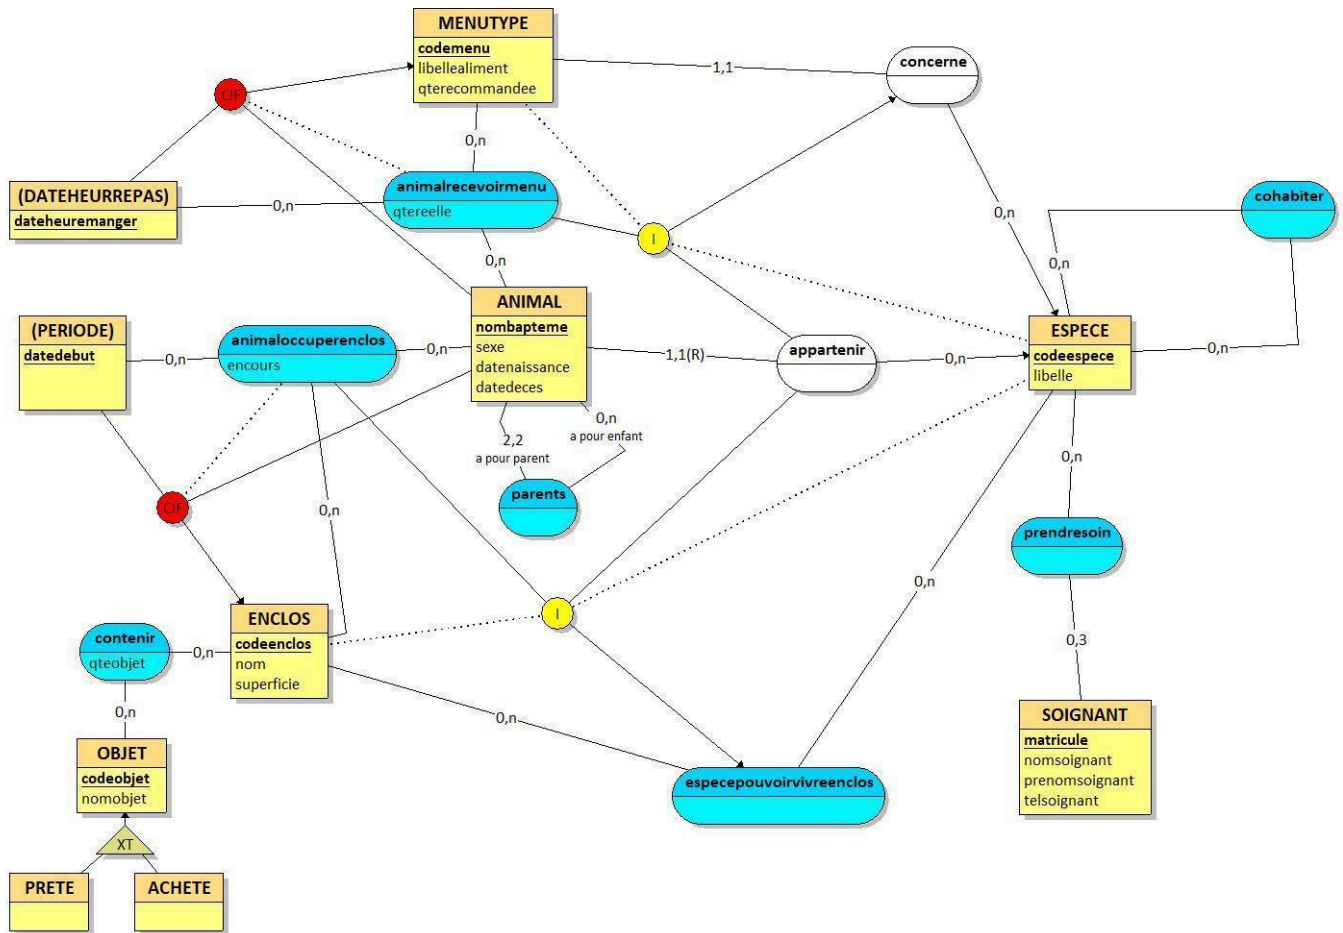 MENUTYPE
codemenu
libellealiment
qterecommandee
1,1
concerne
CIF
0,n
(DATEHEURREPAS)
dateheuremanger
0,n
animalrecevoirmenu
qtereelle
I
0,n
cohabiter
0,n
0,n
ANIMAL
nombapteme
sexe
datenaissance
datedeces
(PERIODE)
datedebut
0,n
animaloccuperenclos
encours
0,n
1,1(R)
appartenir
0,n
ESPECE
codeespece
libelle
0,n
0,n
a pour enfant
2,2
a pour parent
parents
CIF
0,n
0,n
prendresoin
0,n
I
0,3
ENCLOS
codeenclos
nom
superficie
contenir
qteobjet
0,n
0,n
0,n
SOIGNANT
matricule
nomsoignant
prenomsoignant
telsoignant
OBJET
codeobjet
nomobjet
especepouvoirvivreenclos
XT
PRETE
ACHETE